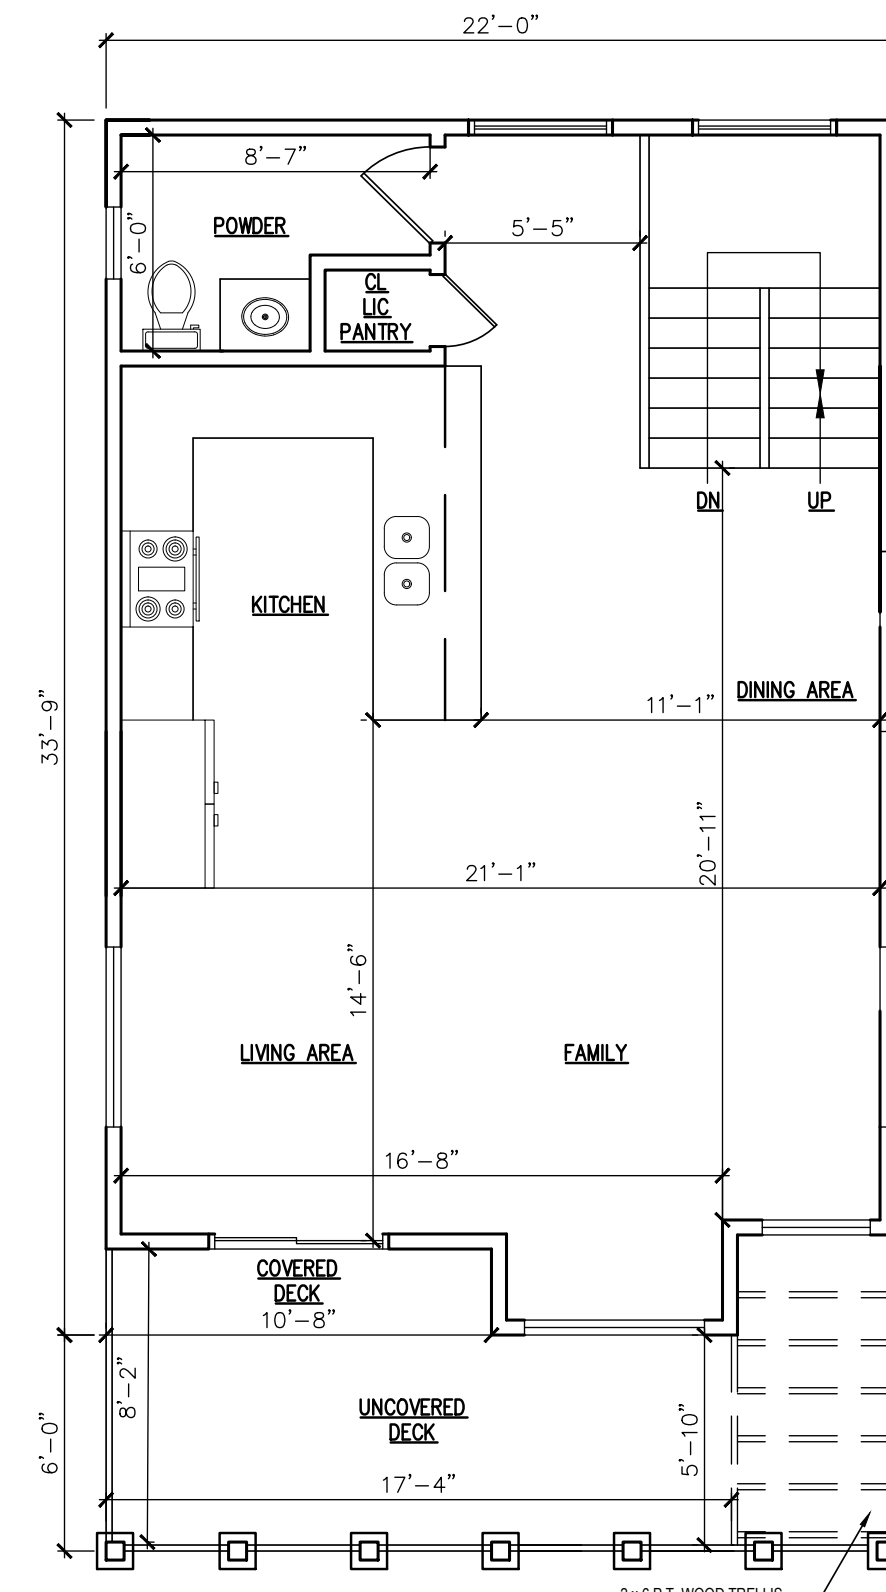 22'-0"
8'-7"
POWDER
6'-0"
5'-5"
CL
LIC
PANTRY
DN
UP
KITCHEN
DINING AREA
11'-1"
33'-9"
20'-11"
21'-1"
14'-6"
LIVING AREA
FAMILY
16'-8"
COVERED
DECK
10'-8"
8'-2"
UNCOVERED
DECK
6'-0"
5'-10"
17'-4"